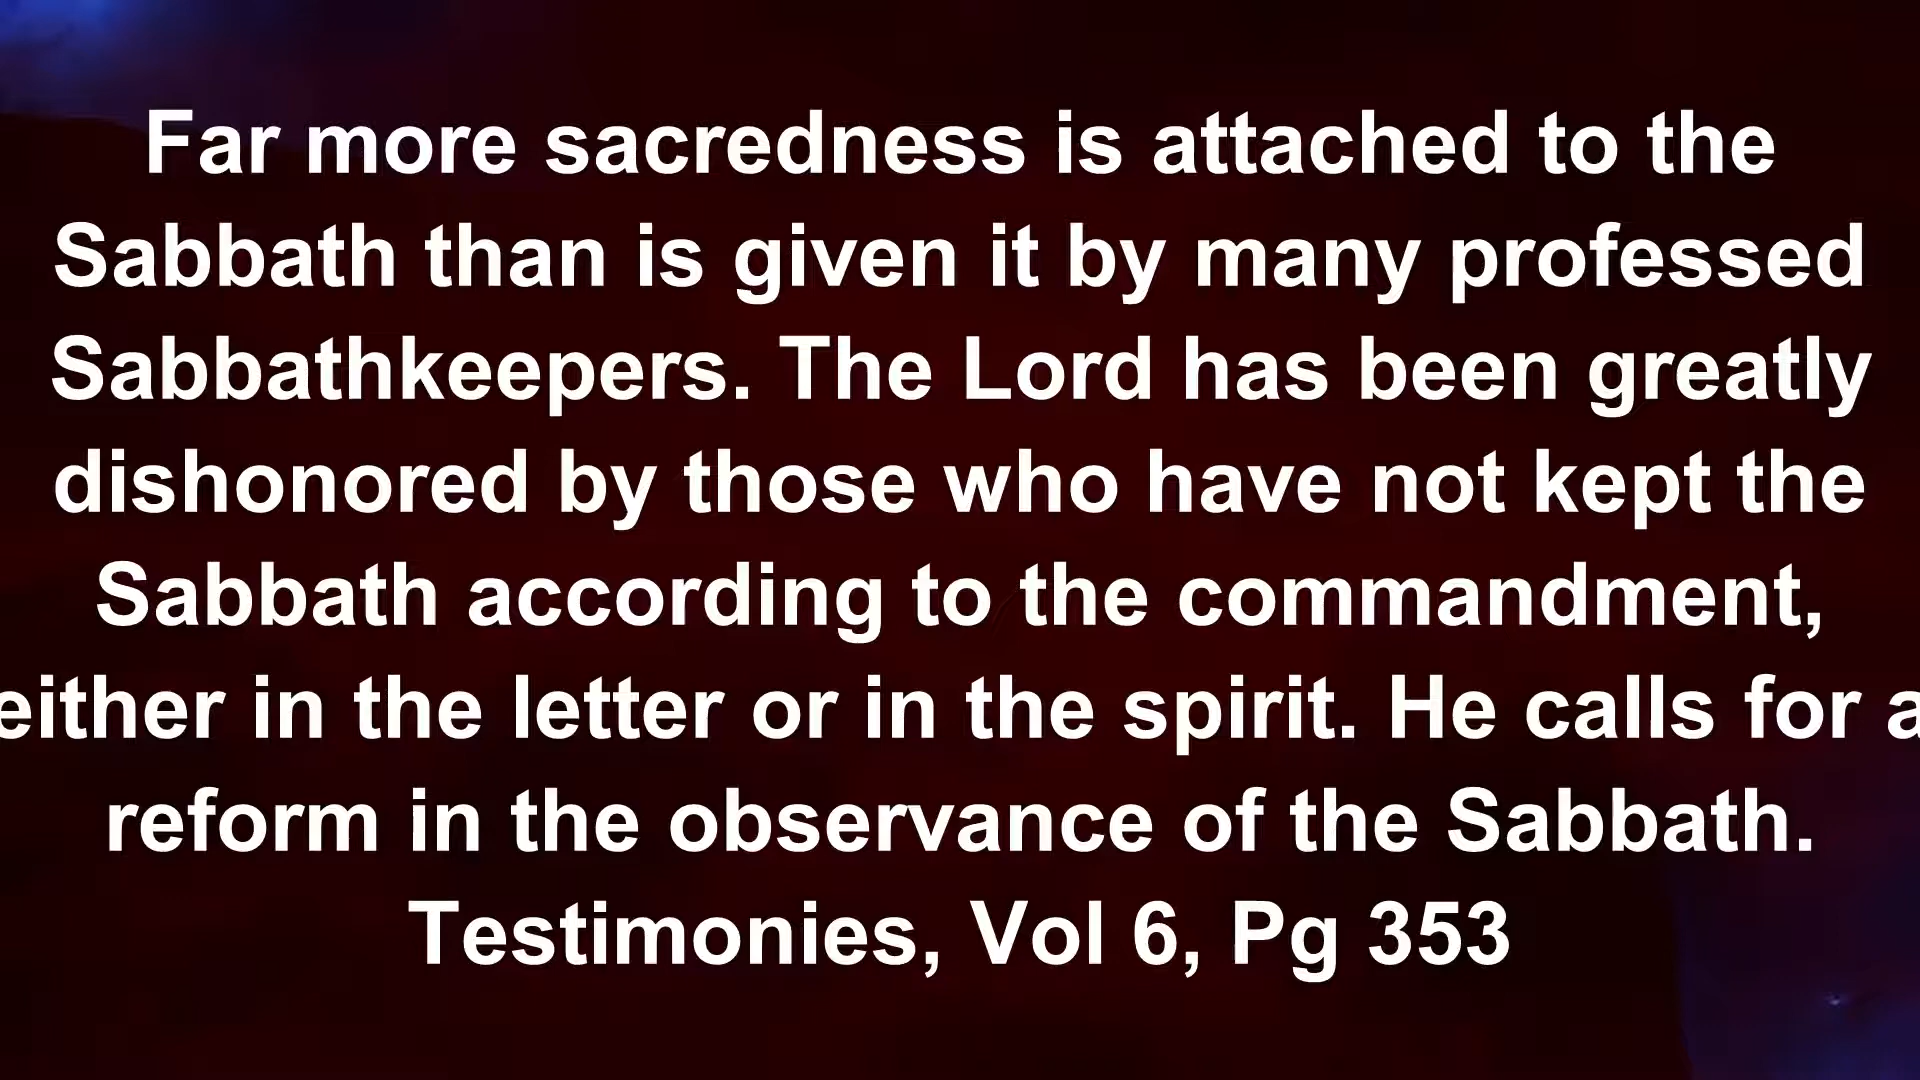 Far more sacredness is attached to the
Sabbath than is given it by many professed
Sabbathkeepers. The Lord has been greatly
dishonored by those who have not kept the
Sabbath according to the commandment,
either in the letter or in the spirit. He calls for a
reform in the observance of the Sabbath.
Testimonies, Vol 6, Pg 353